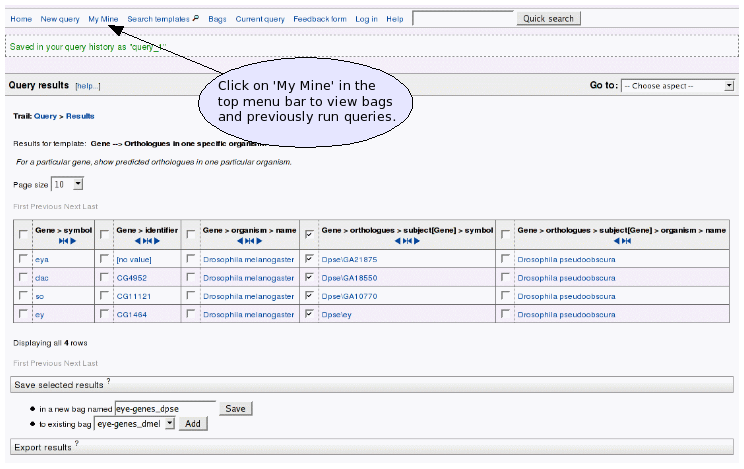 Home New query My Mine Search templates Bags Current query Feedback form Log in Help Quick search
Saved in your query history as "query_1"
Click on 'My Mine' in the
top menu bar to view bags
and previously run queries.
Query results [help...] Go to: -- Choose aspect --
Trail: Query > Results
Results for template: Gene --> Orthologues in one specific
For a particular gene, show predicted orthologues in one particular organism.
Page size 10
First Previous Next Last
Gene > symbol Gene > identifier Gene > organism > name Gene > orthologues > subject[Gene] > symbol Gene > orthologues > subject[Gene] > organism > name
eya [no value] Drosophila melanogaster Dpse\GA21875 Drosophila pseudoobscura
dac CG4952 Drosophila melanogaster Dpse\GA18550 Drosophila pseudoobscura
so CG11121 Drosophila melanogaster Dpse\GA10770 Drosophila pseudoobscura
ey CG1464 Drosophila melanogaster Dpse\ey Drosophila pseudoobscura
Displaying all 4 rows
First Previous Next Last
Save selected results ?
in a new bag named eye-genes_dpse Save
to existing bag eye-genes_dmel Add
Export results ?